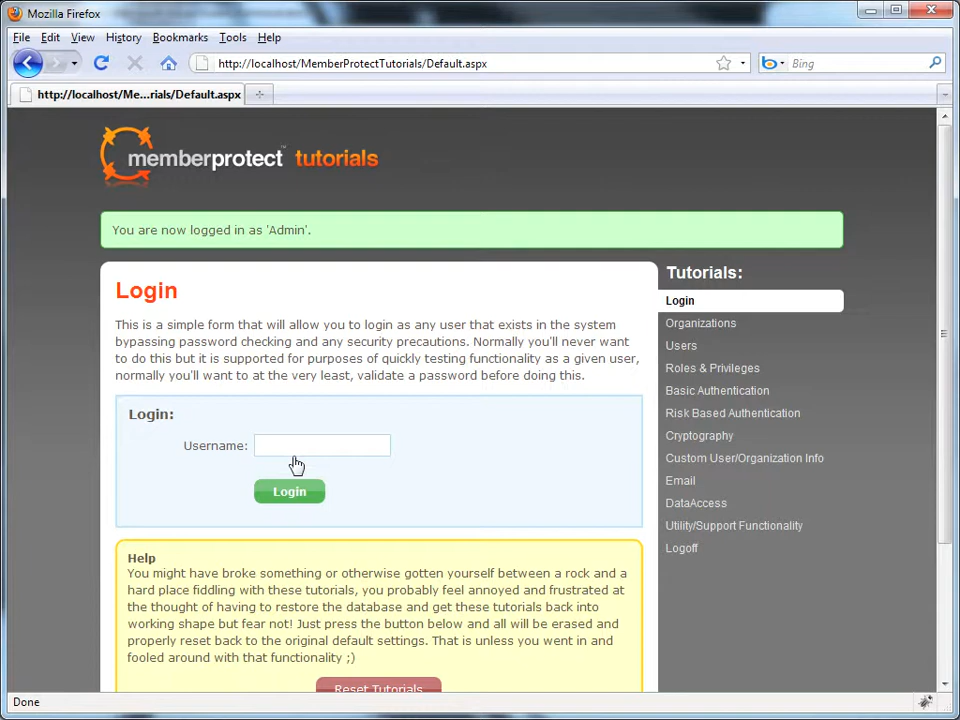 Mozilla Firefox
File Edit View History Bookmarks Tools Help
http://localhost/MemberProtectTutorials/Default.aspx
Bing
http://localhost/Me...rials/Default.aspx
memberprotect™ tutorials
You are now logged in as 'Admin'.
Login
This is a simple form that will allow you to login as any user that exists in the system
bypassing password checking and any security precautions. Normally you'll never want
to do this but it is supported for purposes of quickly testing functionality as a given user,
normally you'll want to at the very least, validate a password before doing this.
Login:
Username:
Login
Help
You might have broke something or otherwise gotten yourself between a rock and a
hard place fiddling with these tutorials, you probably feel annoyed and frustrated at
the thought of having to restore the database and get these tutorials back into
working shape but fear not! Just press the button below and all will be erased and
properly reset back to the original default settings. That is unless you went in and
fooled around with that functionality ;)
Reset Tutorials
Tutorials:
Login
Organizations
Users
Roles & Privileges
Basic Authentication
Risk Based Authentication
Cryptography
Custom User/Organization Info
Email
DataAccess
Utility/Support Functionality
Logoff
Done